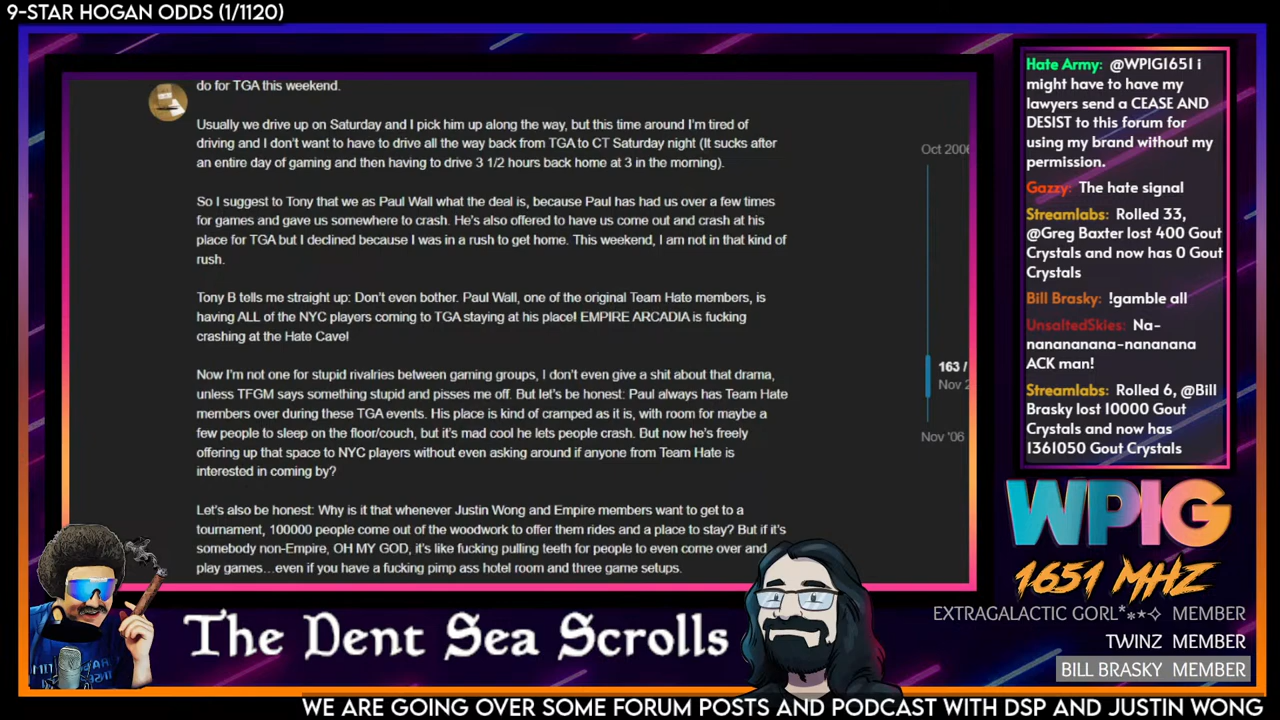 9-STAR HOGAN ODDS (1/1120)
do for TGA this weekend.
Usually we drive up on Saturday and I pick him up along the way, but this time around I'm tired of
driving and I don't want to have to drive all the way back from TGA to CT Saturday night (It sucks after
an entire day of gaming and then having to drive 3 1/2 hours back home at 3 in the morning).
So I suggest to Tony that we as Paul Wall what the deal is, because Paul has had us over a few times
for games and gave us somewhere to crash. He's also offered to have us come out and crash at his
place for TGA but I declined because I was in a rush to get home. This weekend, I am not in that kind of
rush.
Tony B tells me straight up: Don't even bother. Paul Wall, one of the original Team Hate members, is
having ALL of the NYC players coming to TGA staying at his place! EMPIRE ARCADIA is fucking
crashing at the Hate Cave!
Now I'm not one for stupid rivalries between gaming groups, I don't even give a shit about that drama,
unless TFGM says something stupid and pisses me off. But let's be honest: Paul always has Team Hate
members over during these TGA events. His place is kind of cramped as it is, with room for maybe a
few people to sleep on the floor/couch, but it's mad cool he lets people crash. But now he's freely
offering up that space to NYC players without even asking around if anyone from Team Hate is
interested in coming by?
Let's also be honest: Why is it that whenever Justin Wong and Empire members want to get to a
tournament, 100000 people come out of the woodwork to offer them rides and a place to stay? But if it's
somebody non-Empire, OH MY GOD, it's like fucking pulling teeth for people to even come over and
play games…even if you have a fucking pimp ass hotel room and three game setups.
Oct 2006
163 /
Nov 2
Nov '06
Hate Army: @WPIG1651 i
might have to have my
lawyers send a CEASE AND
DESIST to this forum for
using my brand without my
permission.
Gazzy: The hate signal
Streamlabs: Rolled 33,
@Greg Baxter lost 400 Gout
Crystals and now has 0 Gout
Crystals
Bill Brasky: !gamble all
UnsaltedSkies: Na-
nanananana-nananana
ACK man!
Streamlabs: Rolled 6, @Bill
Brasky lost 10000 Gout
Crystals and now has
1361050 Gout Crystals
WPIG
1651 MHZ
EXTRAGALACTIC GORL*⁎⋆✧ MEMBER
TWINZ MEMBER
BILL BRASKY MEMBER
The Dent Sea Scrolls
WE ARE GOING OVER SOME FORUM POSTS AND PODCAST WITH DSP AND JUSTIN WONG